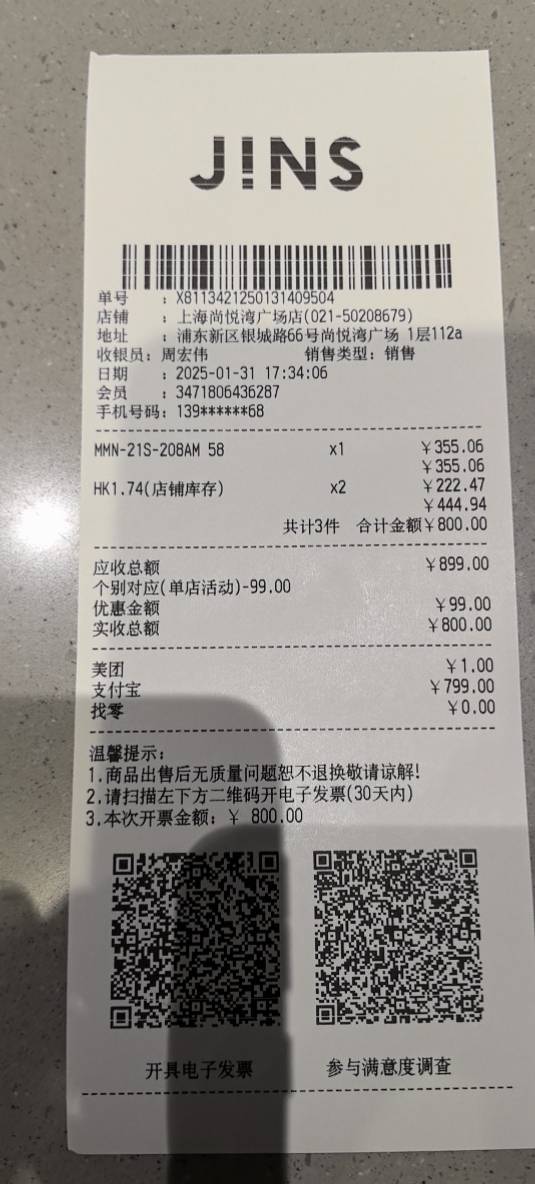 JINS
单号 : X8113421250131409504
店铺 : 上海尚悦湾广场店(021-50208679)
地址 : 浦东新区银城路66号尚悦湾广场 1层112a
收银员: 周宏伟 销售类型: 销售
日期 : 2025-01-31 17:34:06
会员 : 3471806436287
手机号码: 139******68
MMN-21S-208AM 58 x1 ¥355.06
¥355.06
HK1.74(店铺库存) x2 ¥222.47
¥444.94
共计3件 合计金额¥800.00
应收总额 ¥899.00
个别对应(单店活动)-99.00
优惠金额 ¥99.00
实收总额 ¥800.00
美团 ¥1.00
支付宝 ¥799.00
找零 ¥0.00
温馨提示:
1.商品出售后无质量问题恕不退换敬请谅解!
2.请扫描左下方二维码开电子发票(30天内)
3.本次开票金额: ¥ 800.00
开具电子发票 参与满意度调查